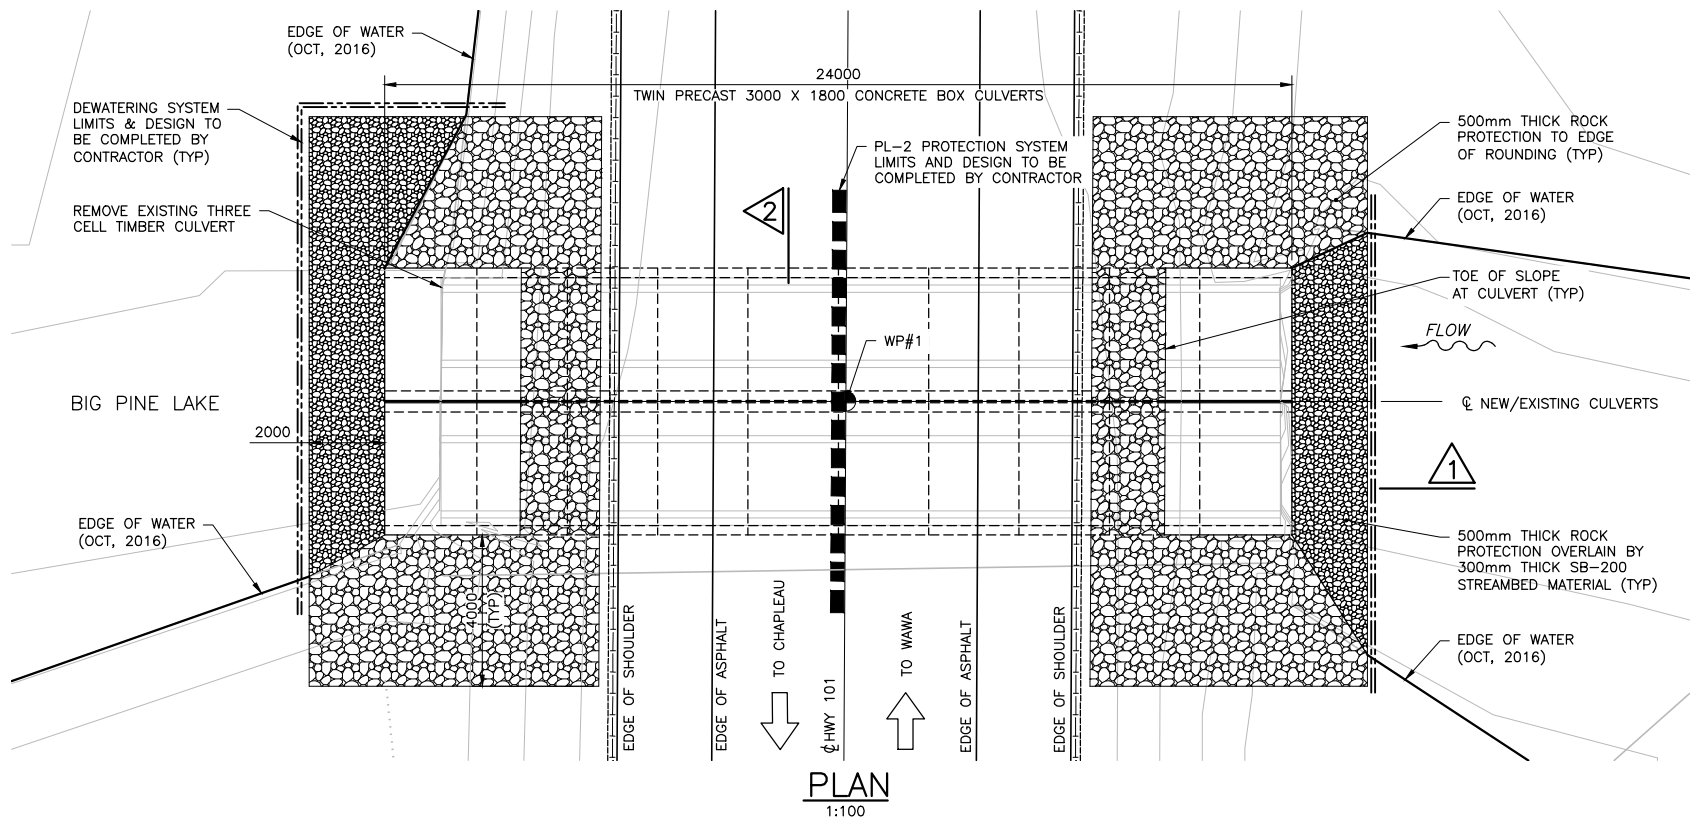 EDGE OF WATER
(OCT, 2016)
24000
TWIN PRECAST 3000 X 1800 CONCRETE BOX CULVERTS
DEWATERING SYSTEM
LIMITS & DESIGN TO
BE COMPLETED BY
CONTRACTOR (TYP)
PL-2 PROTECTION SYSTEM
LIMITS AND DESIGN TO BE
COMPLETED BY CONTRACTOR
500mm THICK ROCK
PROTECTION TO EDGE
OF ROUNDING (TYP)
REMOVE EXISTING THREE
CELL TIMBER CULVERT
2
EDGE OF WATER
(OCT, 2016)
TOE OF SLOPE
AT CULVERT (TYP)
WP#1
FLOW
BIG PINE LAKE
℄ NEW/EXISTING CULVERTS
2000
1
EDGE OF WATER
(OCT, 2016)
500mm THICK ROCK
PROTECTION OVERLAIN BY
300mm THICK SB-200
STREAMBED MATERIAL (TYP)
4000
(TYP)
EDGE OF SHOULDER
EDGE OF ASPHALT
TO CHAPLEAU
℄ HWY 101
TO WAWA
EDGE OF ASPHALT
EDGE OF SHOULDER
EDGE OF WATER
(OCT, 2016)
PLAN
1:100